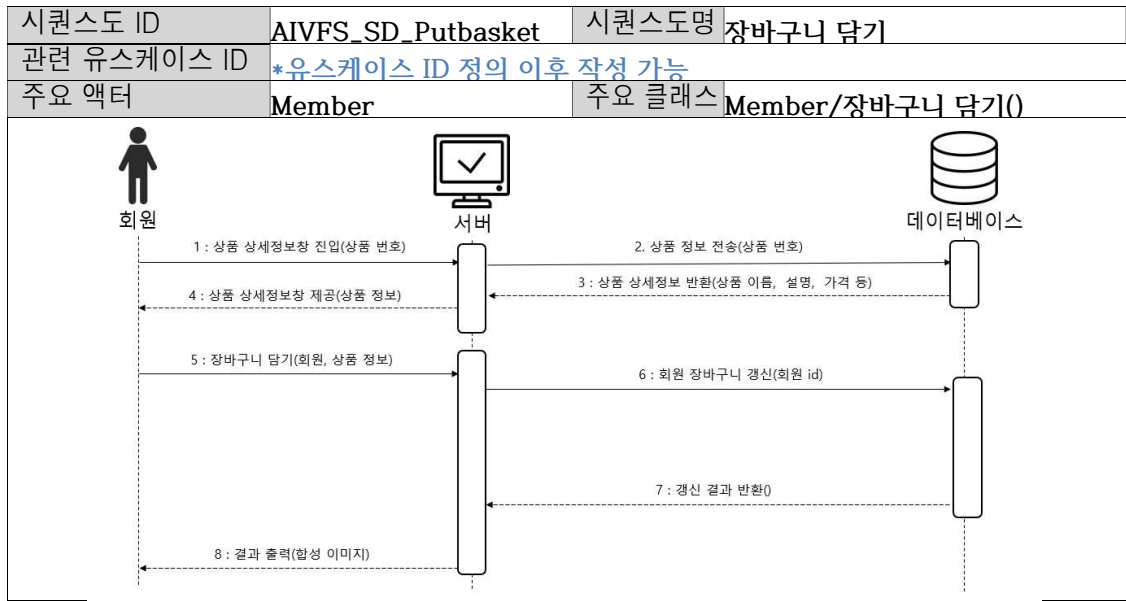 시퀀스도 ID AIVFS_SD_Putbasket 시퀀스도명 장바구니 담기
관련 유스케이스 ID *유스케이스 ID 정의 이후 작성 가능
주요 액터 Member 주요 클래스 Member/장바구니 담기()
회원 서버 데이터베이스
1 : 상품 상세정보창 진입(상품 번호)
2. 상품 정보 전송(상품 번호)
3 : 상품 상세정보 반환(상품 이름, 설명, 가격 등)
4 : 상품 상세정보창 제공(상품 정보)
5 : 장바구니 담기(회원, 상품 정보)
6 : 회원 장바구니 갱신(회원 id)
7 : 갱신 결과 반환()
8 : 결과 출력(합성 이미지)